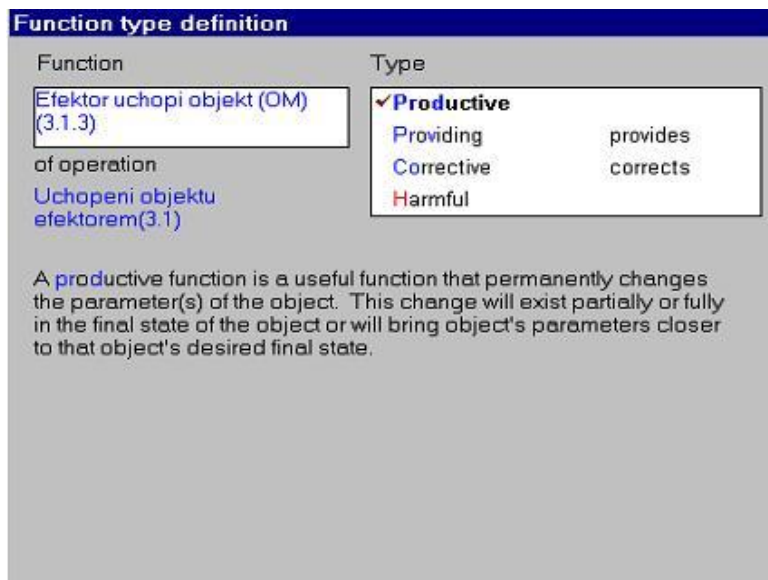 Function type definition
Function
Type
Efektor uchopi objekt (OM)
(3.1.3)
✓Productive
Providing provides
Corrective corrects
Harmful
of operation
Uchopeni objektu
efektorem(3.1)
A productive function is a useful function that permanently changes
the parameter(s) of the object. This change will exist partially or fully
in the final state of the object or will bring object's parameters closer
to that object's desired final state.